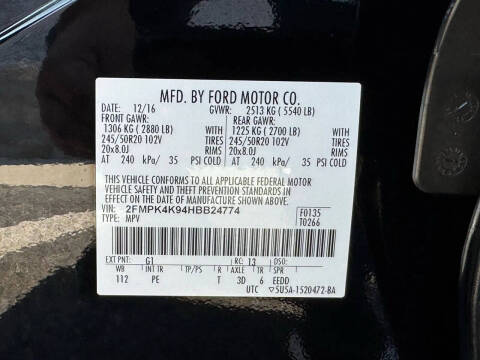 MFD. BY FORD MOTOR CO.
DATE: 12/16 GVWR: 2513 KG ( 5540 LB)
FRONT GAWR: REAR GAWR:
1306 KG (2880 LB) WITH 1225 KG ( 2700 LB) WITH
245/50R20 102V TIRES 245/50R20 102V TIRES
20x8.0J RIMS 20x8.0J RIMS
AT 240 kPa/ 35 PSI COLD AT 240 kPa/ 35 PSI COLD
THIS VEHICLE CONFORMS TO ALL APPLICABLE FEDERAL MOTOR
VEHICLE SAFETY AND THEFT PREVENTION STANDARDS IN
EFFECT ON THE DATE OF MANUFACTURE SHOWN ABOVE.
VIN: 2FMPK4K94HBB24774 F0135
TYPE: MPV T0266
EXT PNT: G1 RC: 13 DSO:
WB INT TR TP/PS R AXLE TR SPR
112 PE T 3D 6 EEDD
UTC 5U5A-1520472-BA